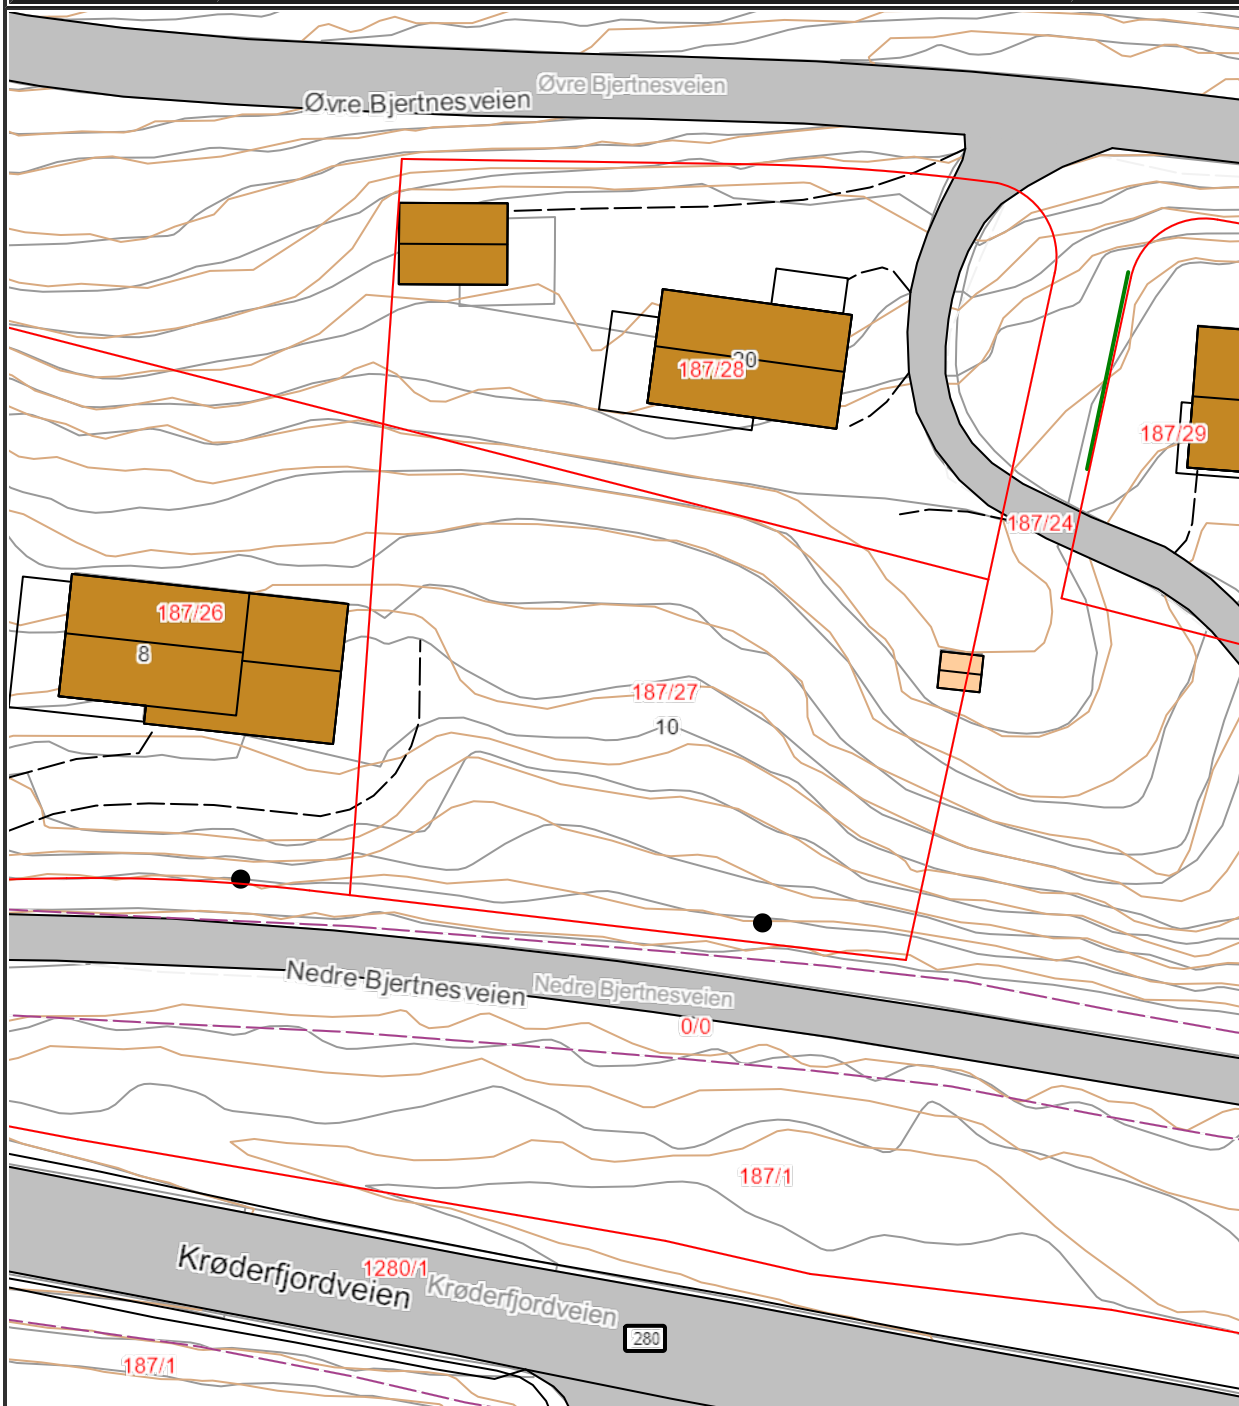 Øvre Bjertnesveien
Øvre Bjertnesveien
20
187/28
187/29
187/24
187/26
8
187/27
10
Nedre Bjertnesveien
Nedre Bjertnesveien
0/0
187/1
Krøderfjordveien
1280/1
Krøderfjordveien
280
187/1